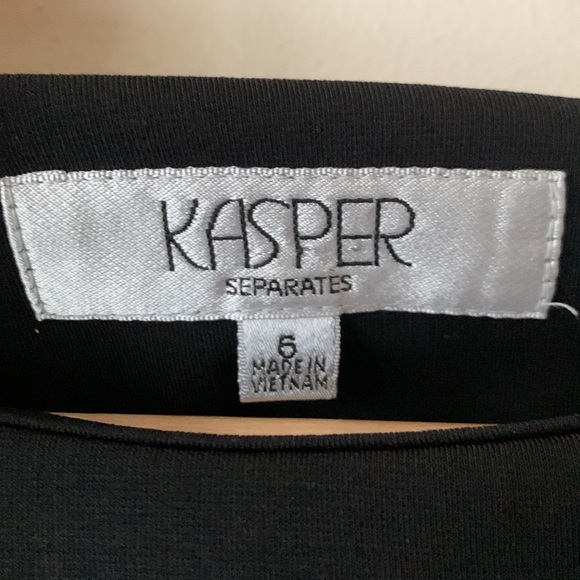 KASPER
SEPARATES
6
MADE IN
VIETNAM